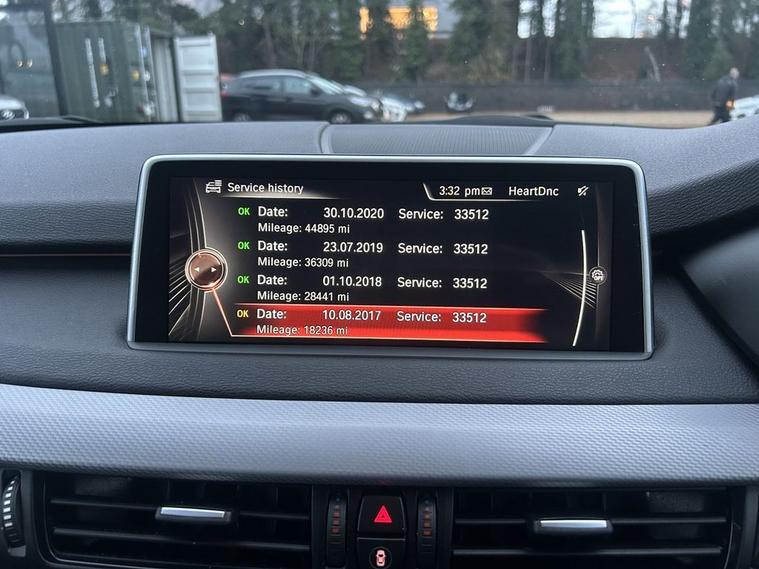 Service history 3:32 pm HeartDnc
OK Date: 30.10.2020 Service: 33512
Mileage: 44895 mi
OK Date: 23.07.2019 Service: 33512
Mileage: 36309 mi
OK Date: 01.10.2018 Service: 33512
Mileage: 28441 mi
OK Date: 10.08.2017 Service: 33512
Mileage: 18236 mi
OFF